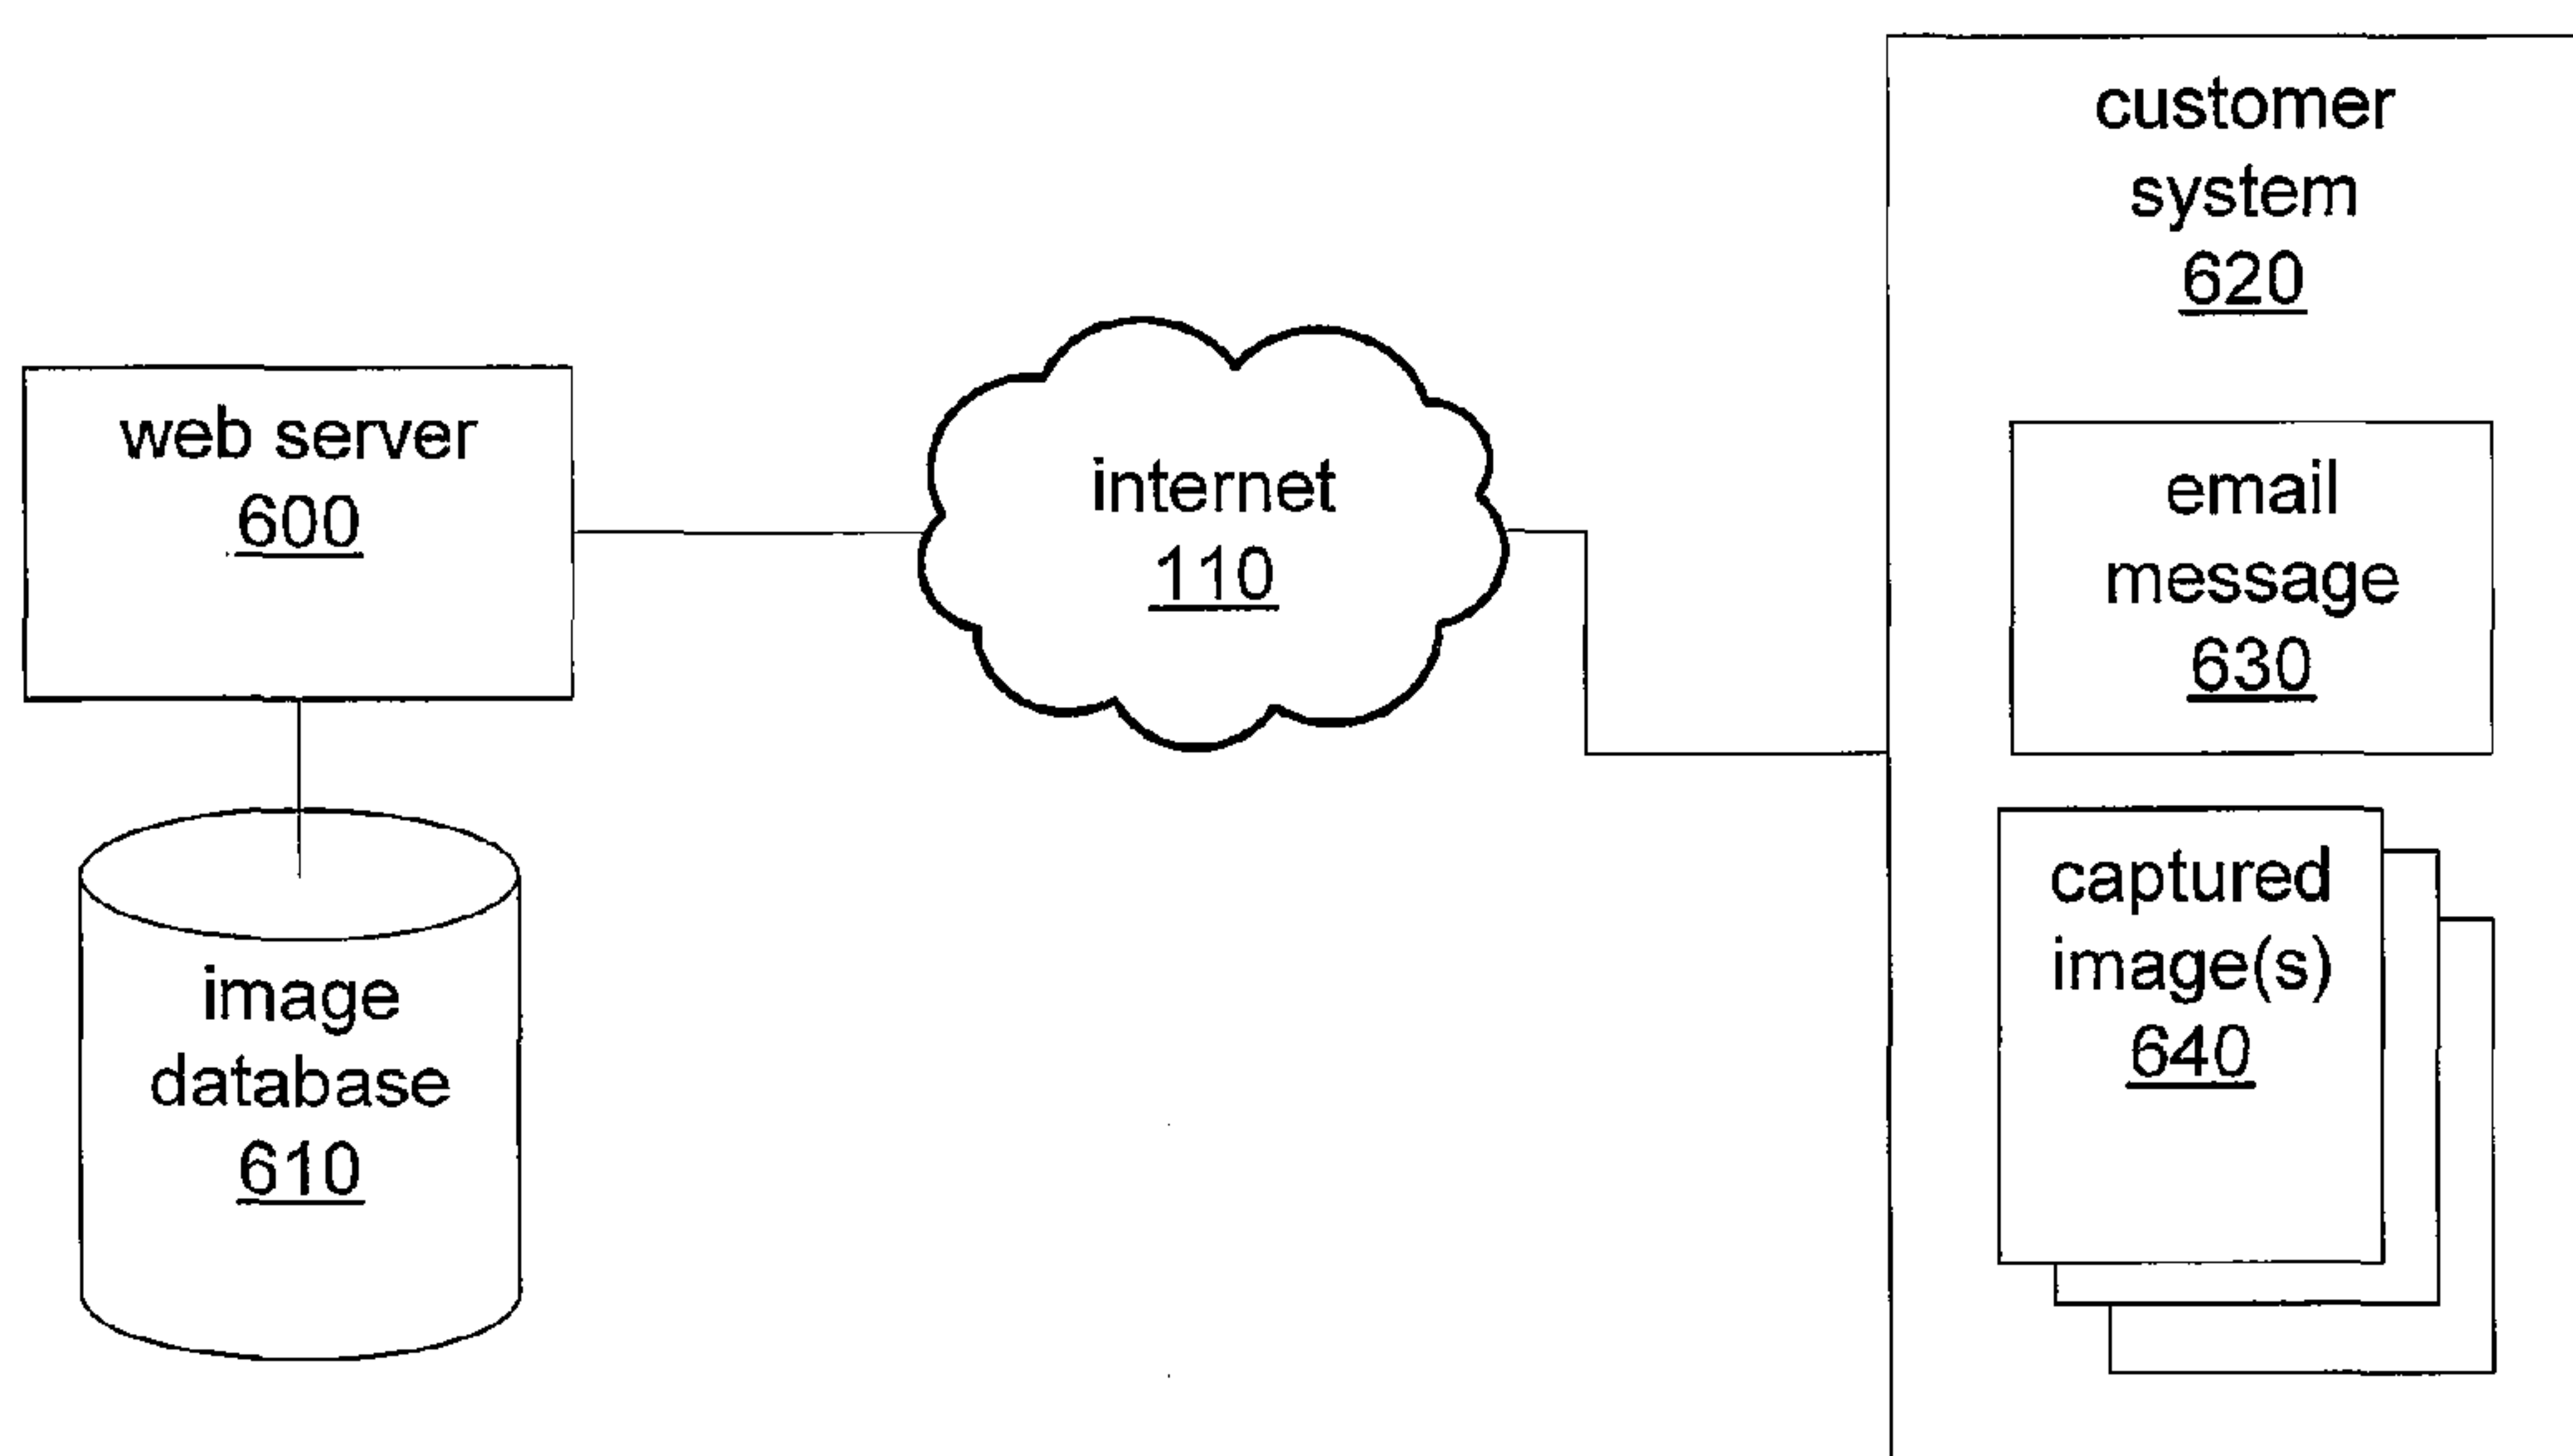 web server
600
image
database
610
internet
110
customer
system
620
email
message
630
captured
image(s)
640